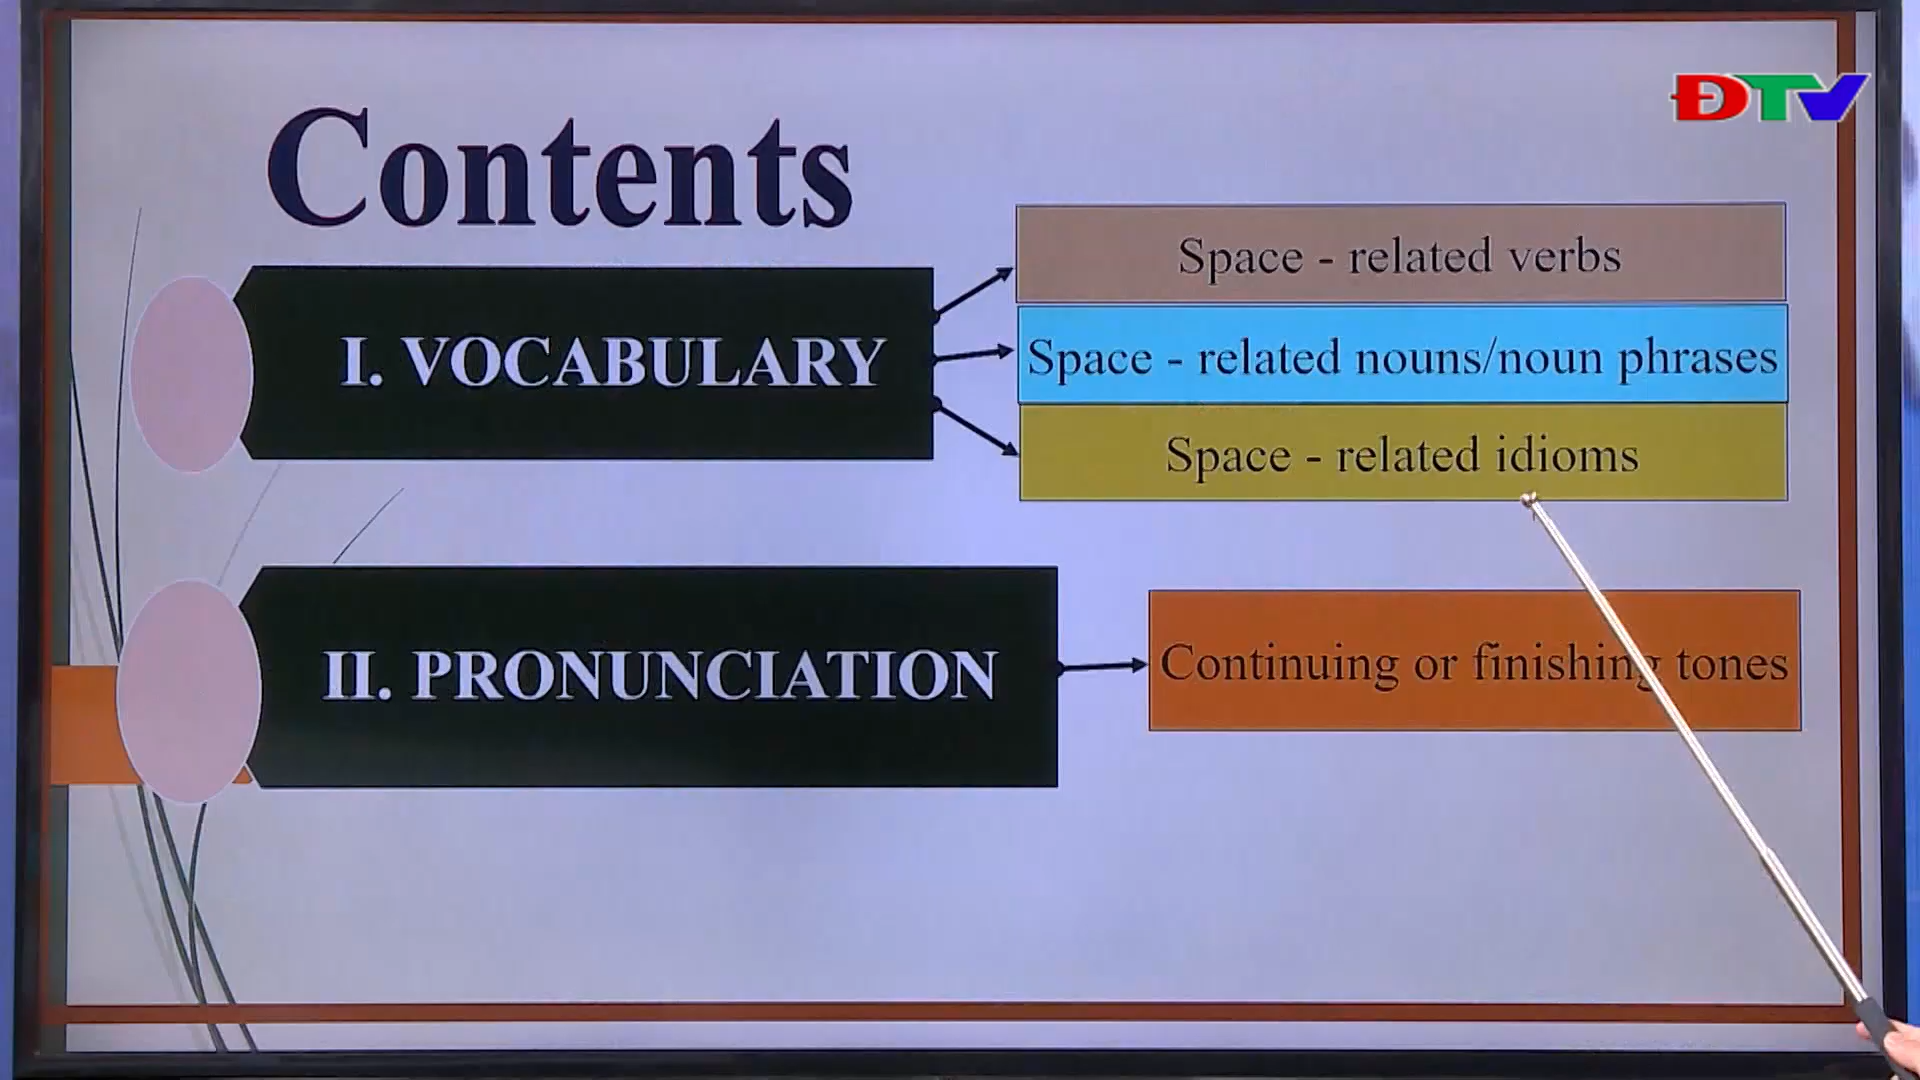 ĐTV
Contents
I. VOCABULARY
Space - related verbs
Space - related nouns/noun phrases
Space - related idioms
II. PRONUNCIATION
Continuing or finishing tones